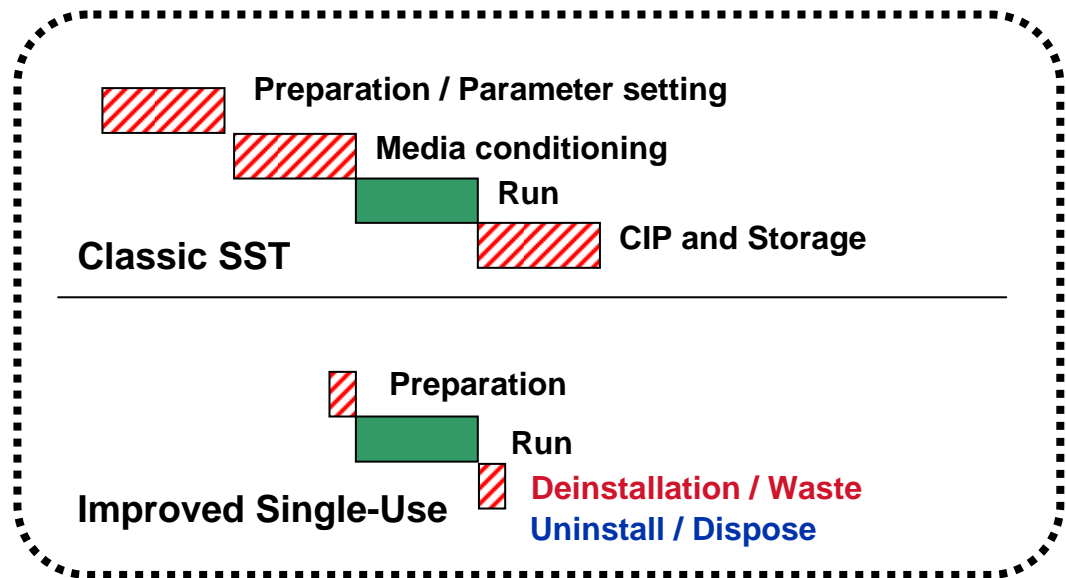 Preparation / Parameter setting
Media conditioning
Run
CIP and Storage
Classic SST
Preparation
Run
Deinstallation / Waste
Improved Single-Use
Uninstall / Dispose